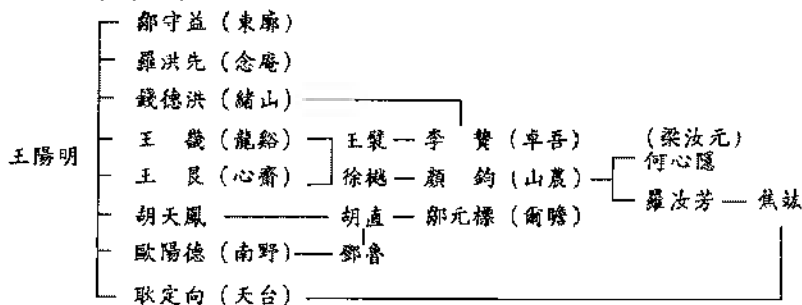 鄒守益（東廓）
羅洪先（念庵）
錢德洪（緒山）
王　畿（龍谿）　王襞－李　贄（卓吾）　（梁汝元）
何心隱
王陽明
王　艮（心齋）　徐樾－顏　鈞（山農）
羅汝芳－焦竑
胡天鳳　胡直－鄒元標（爾瞻）
歐陽德（南野）　鄧魯
耿定向（天台）